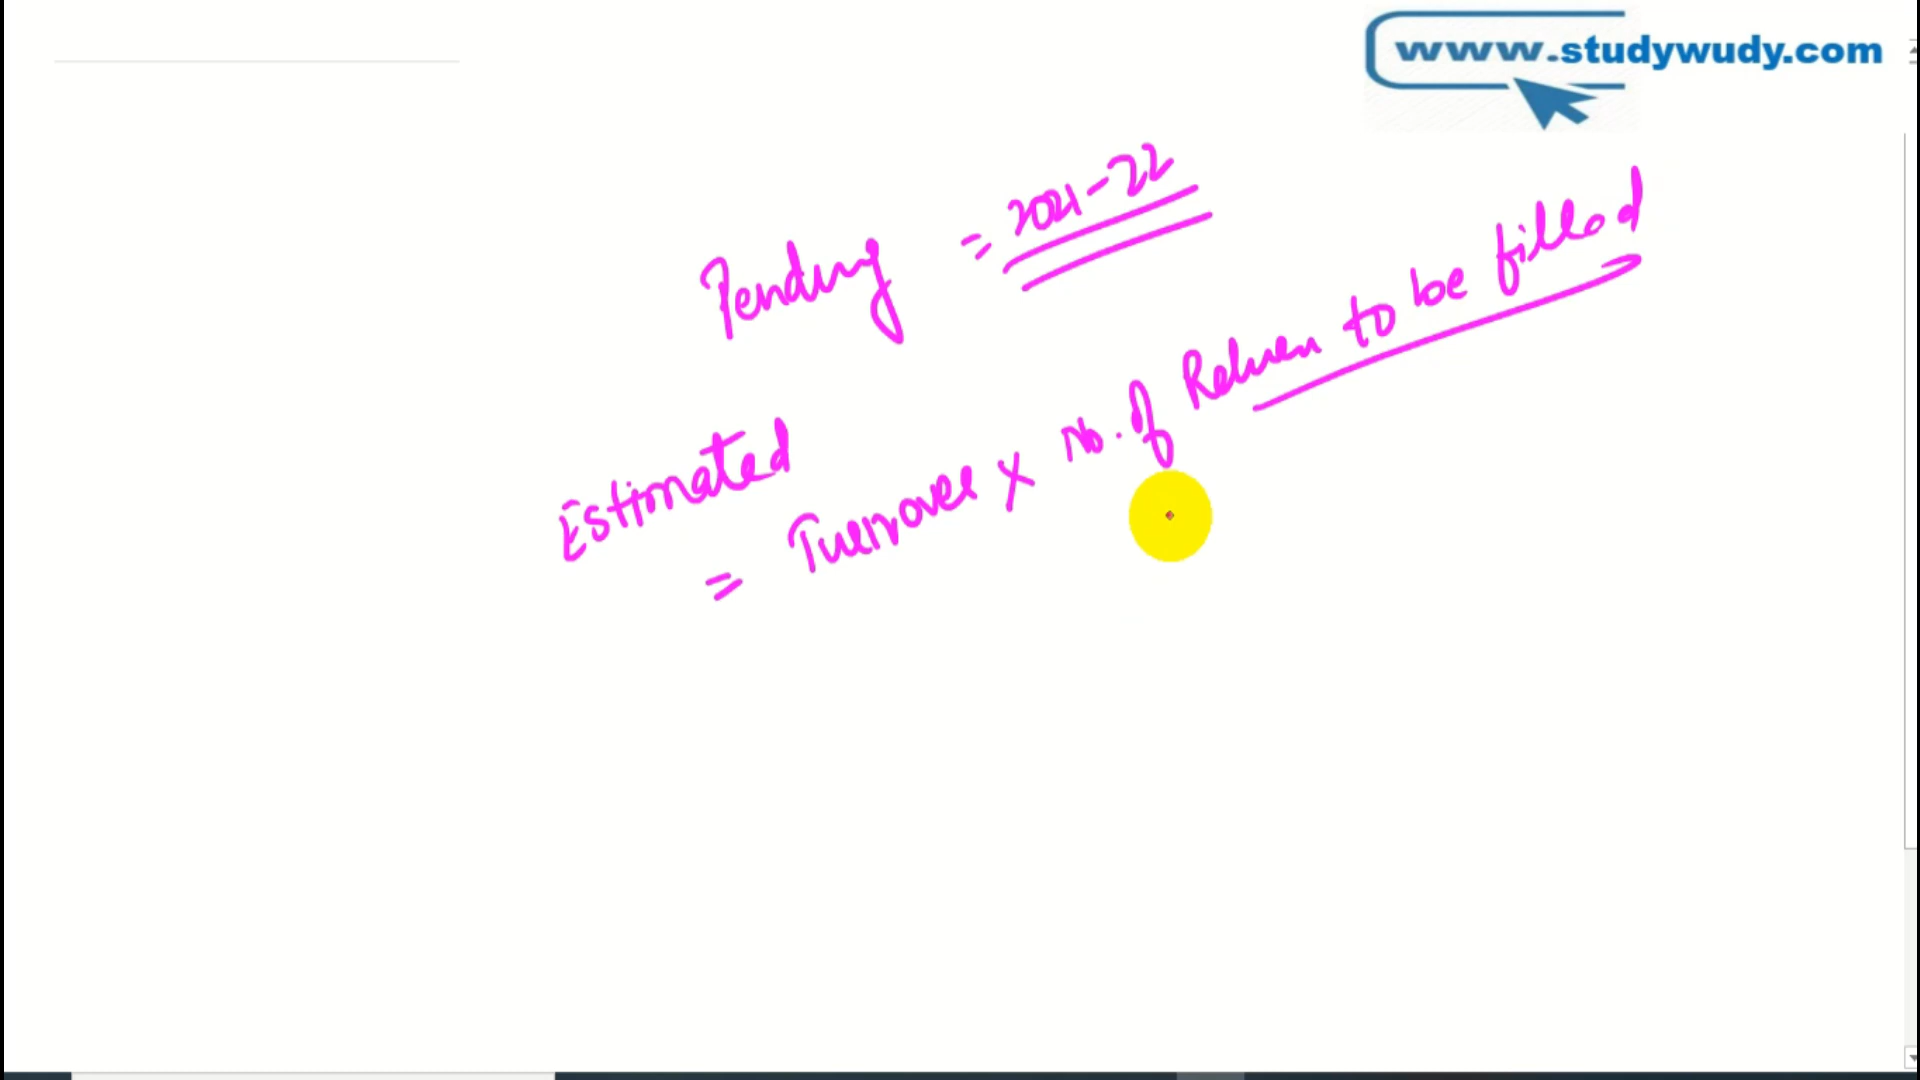 www.studywudy.com
Pending = 2021-22
Estimated
= Turnover X No. of Return to be filled